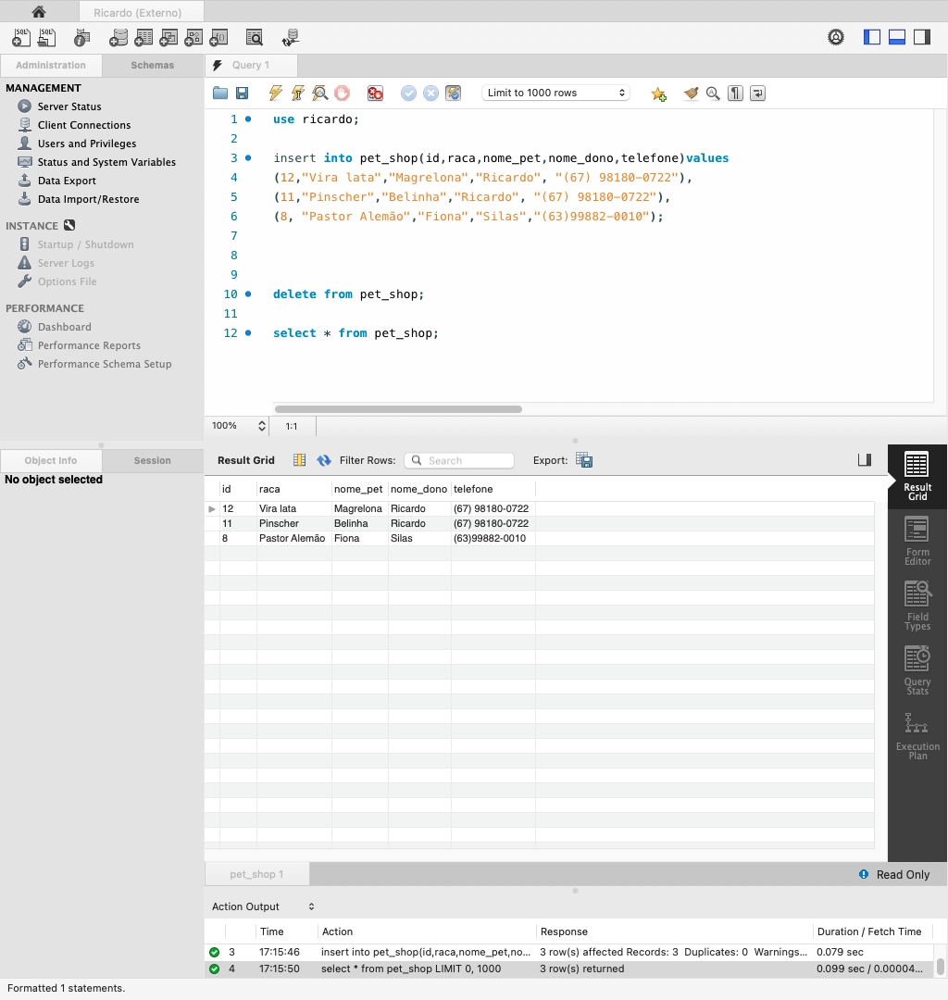 Ricardo (Externo)
Administration
Schemas
Query 1
MANAGEMENT
Server Status
Client Connections
Users and Privileges
Status and System Variables
Data Export
Data Import/Restore
INSTANCE
Startup / Shutdown
Server Logs
Options File
PERFORMANCE
Dashboard
Performance Reports
Performance Schema Setup
Limit to 1000 rows
1 use ricardo;
2
3 insert into pet_shop(id,raca,nome_pet,nome_dono,telefone)values
4 (12,"Vira lata","Magrelona","Ricardo", "(67) 98180-0722"),
5 (11,"Pinscher","Belinha","Ricardo", "(67) 98180-0722"),
6 (8, "Pastor Alemão","Fiona","Silas","(63)99882-0010");
7
8
9
10 delete from pet_shop;
11
12 select * from pet_shop;
100% 1:1
Object Info
Session
No object selected
Result Grid Filter Rows: Search Export:
id raca nome_pet nome_dono telefone
12 Vira lata Magrelona Ricardo (67) 98180-0722
11 Pinscher Belinha Ricardo (67) 98180-0722
8 Pastor Alemão Fiona Silas (63)99882-0010
Result
Grid
Form
Editor
Field
Types
Query
Stats
Execution
Plan
pet_shop 1
Read Only
Action Output
Time Action Response Duration / Fetch Time
3 17:15:46 insert into pet_shop(id,raca,nome_pet,no... 3 row(s) affected Records: 3 Duplicates: 0 Warnings... 0.079 sec
4 17:15:50 select * from pet_shop LIMIT 0, 1000 3 row(s) returned 0.099 sec / 0.00004...
Formatted 1 statements.